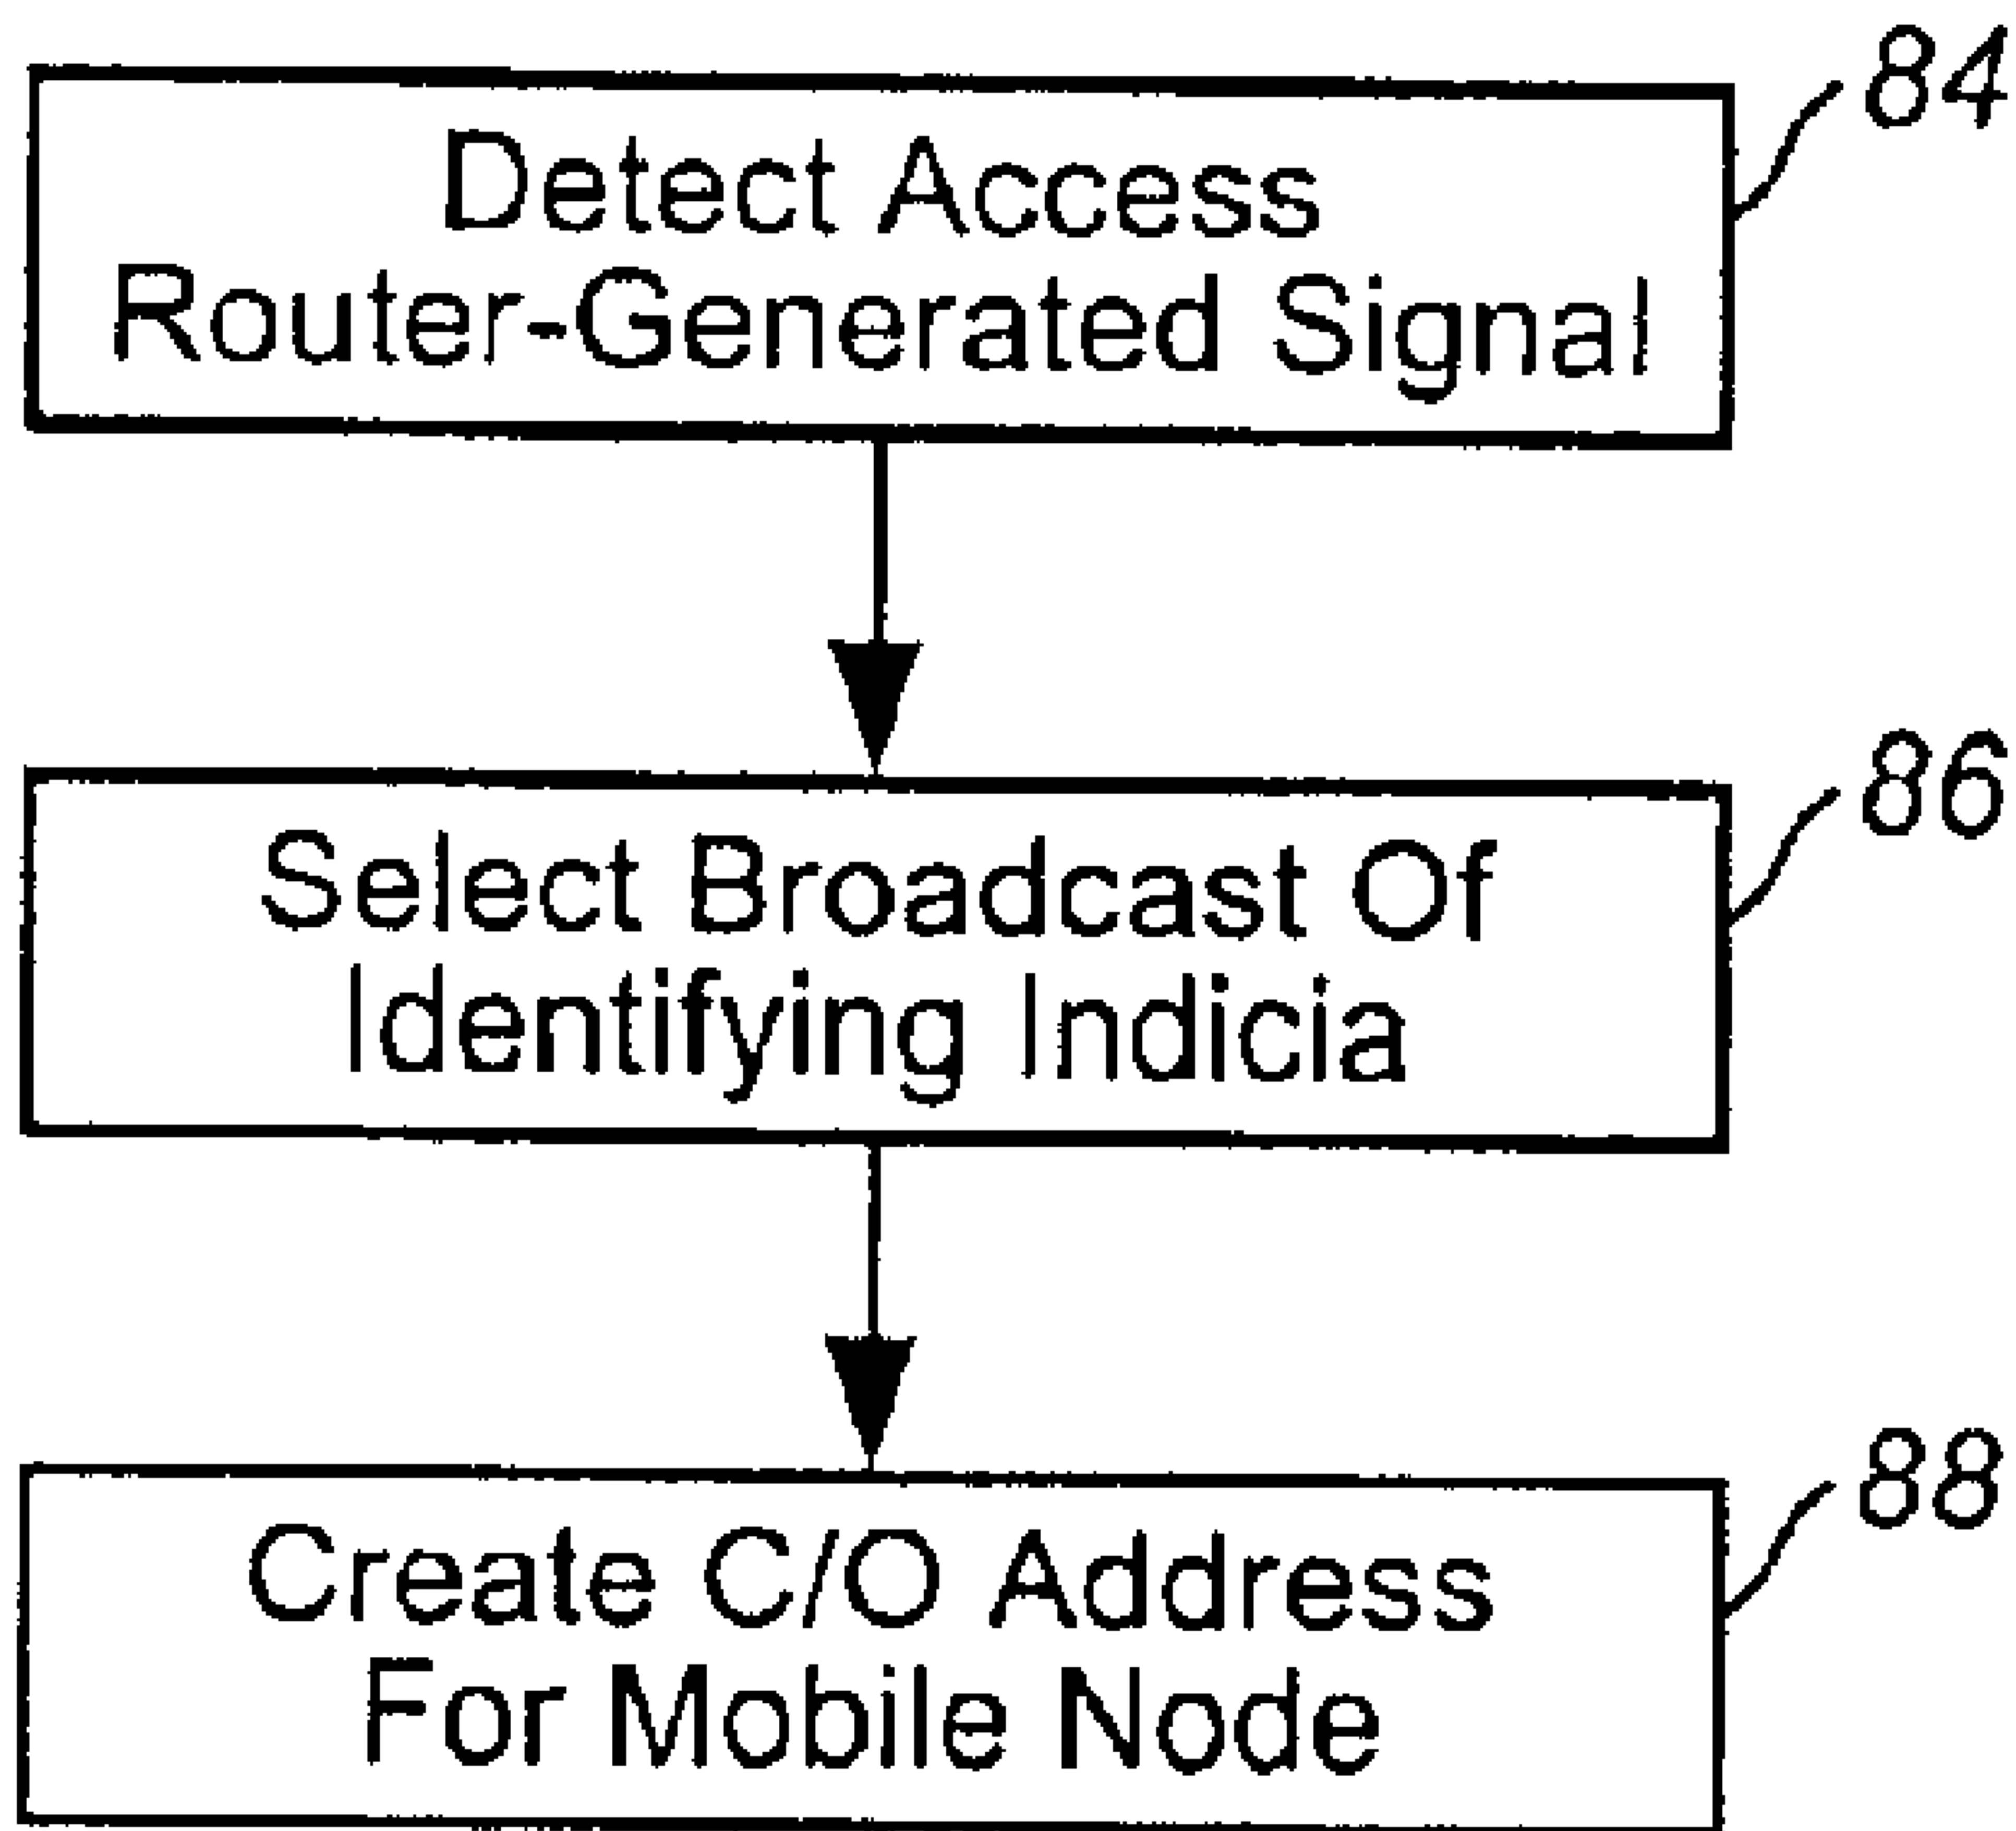 84
Detect Access
Router-Generated Signal
86
Select Broadcast Of
Identifying Indicia
88
Create C/O Address
For Mobile Node